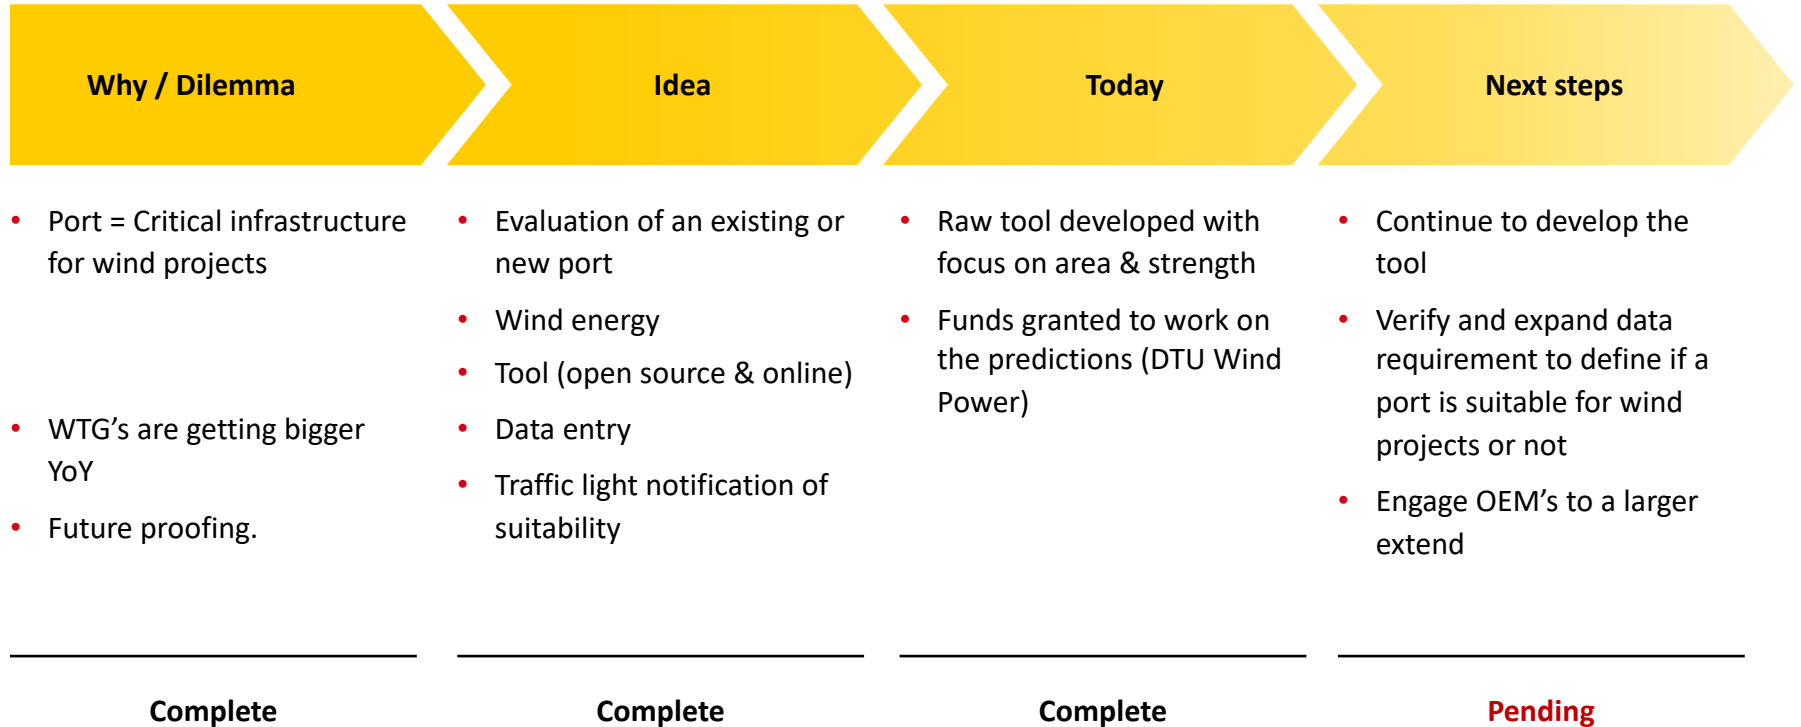 Why / Dilemma
Idea
Today
Next steps
• Port = Critical infrastructure
for wind projects
• WTG’s are getting bigger
YoY
• Future proofing.
• Evaluation of an existing or
new port
• Wind energy
• Tool (open source & online)
• Data entry
• Traffic light notification of
suitability
• Raw tool developed with
focus on area & strength
• Funds granted to work on
the predictions (DTU Wind
Power)
• Continue to develop the
tool
• Verify and expand data
requirement to define if a
port is suitable for wind
projects or not
• Engage OEM’s to a larger
extend
Complete
Complete
Complete
Pending